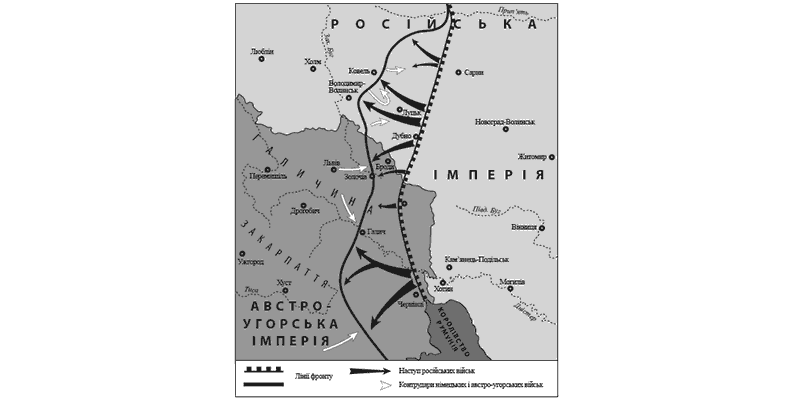 РОСІЙСЬКА
Прип'ять
Зах. Буг
Люблін
Холм
Ковель
Сарни
Володимир-
Волинськ
Луцьк
Новоград-Волинськ
Дубно
Житомир
ГАЛИЧИНА
Львів
Броди
Перемишль
Золочів
ІМПЕРІЯ
Дрогобич
Півд. Буг
Вінниця
Галич
ЗАКАРПАТТЯ
Ужгород
Кам'янець-Подільськ
Хуст
Тиса
Хотин
Могилів
Чернівці
Дністер
АВСТРО-
УГОРСЬКА
ІМПЕРІЯ
КОРОЛІВСТВО
РУМУНІЯ
Лінії фронту
Наступ російських військ
Контрудари німецьких і австро-угорських військ